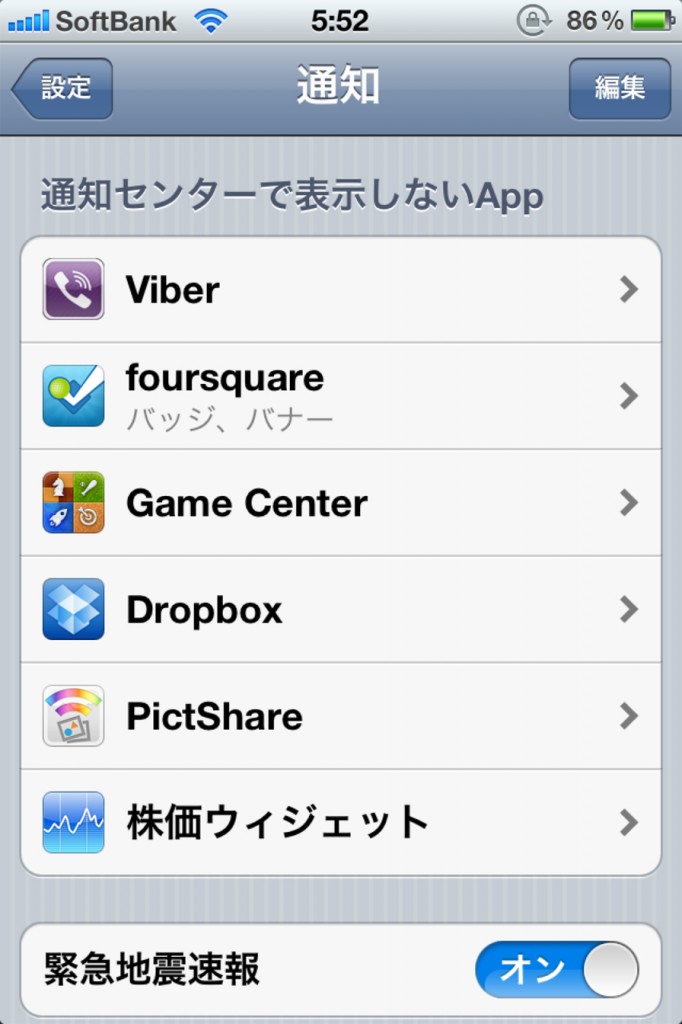 SoftBank 5:52 86%
設定 通知 編集
通知センターで表示しないApp
Viber
foursquare
バッジ、バナー
Game Center
Dropbox
PictShare
株価ウィジェット
緊急地震速報 オン